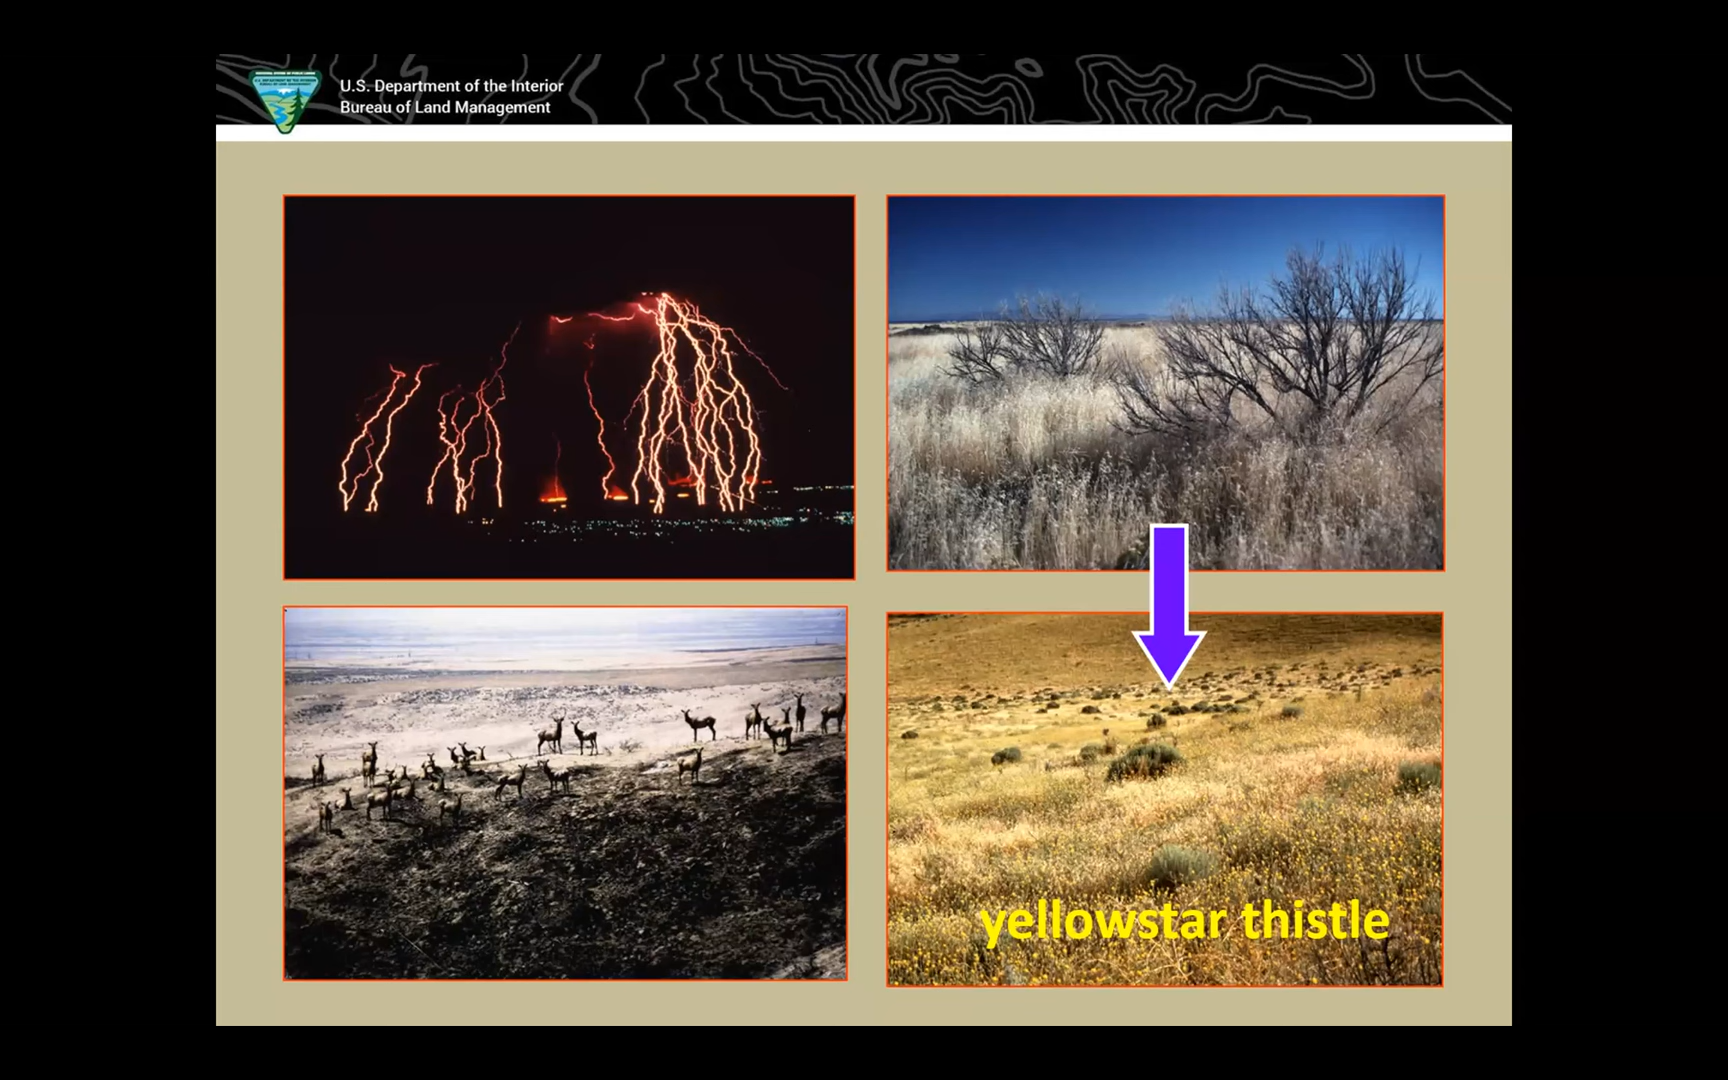 U.S. Department of the Interior
Bureau of Land Management
yellowstar thistle